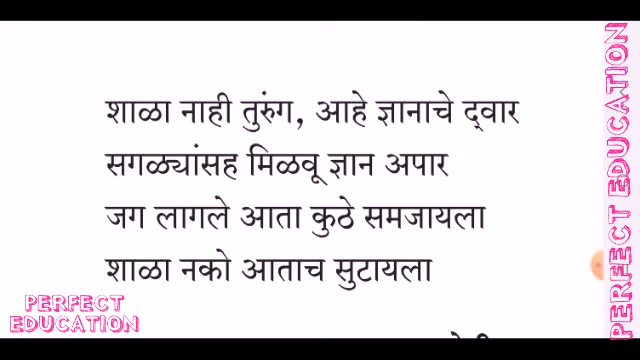 शाळा नाही तुरुंग, आहे ज्ञानाचे द्‌वार
सगळ्यांसह मिळवू ज्ञान अपार
जग लागले आता कुठे समजायला
शाळा नको आताच सुटायला
PERFECT
EDUCATION
PERFECT EDUCATION